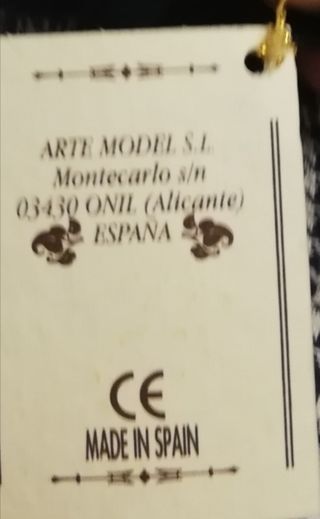 ARTE MODEL S.L
Montecarlo s/n
03430 ONIL (Alicante)
ESPAÑA
CE
MADE IN SPAIN